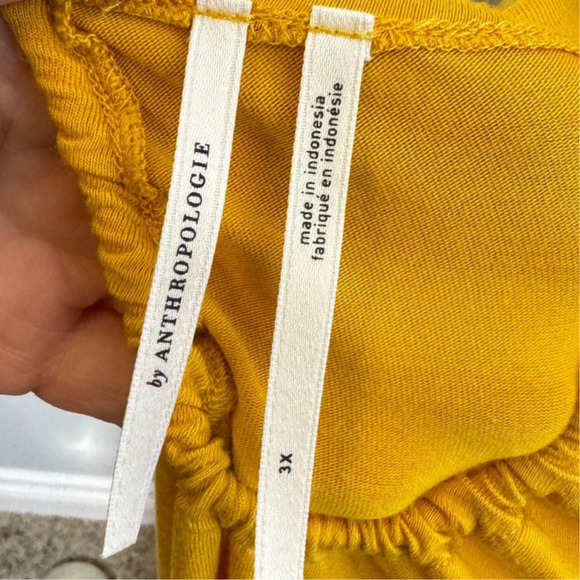 by ANTHROPOLOGIE
made in indonesia
fabriqué en indonésie
3X